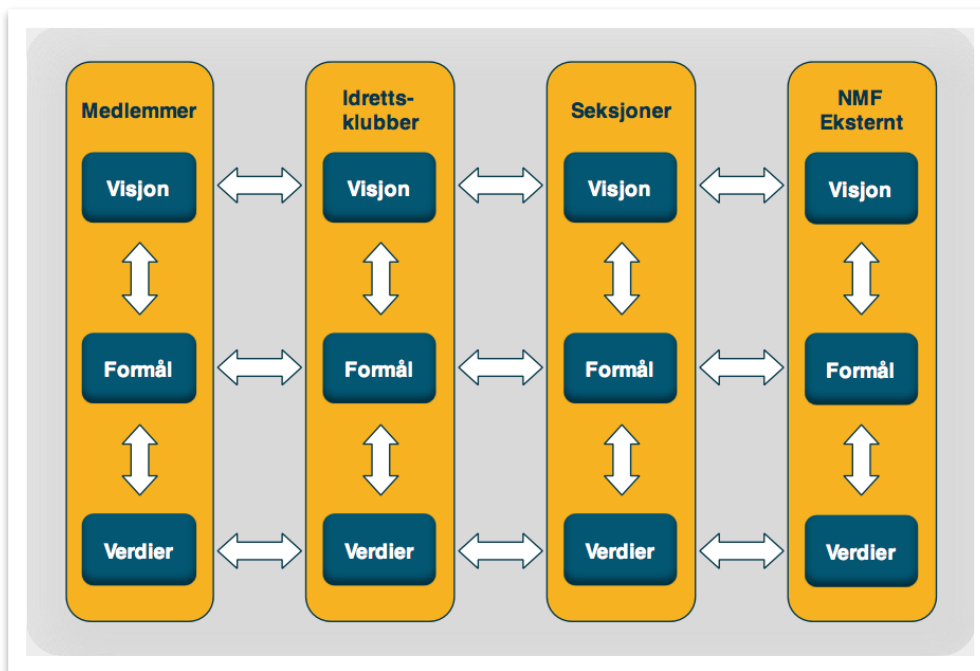 Medlemmer
Idretts-
klubber
Seksjoner
NMF
Eksternt
Visjon
Visjon
Visjon
Visjon
Formål
Formål
Formål
Formål
Verdier
Verdier
Verdier
Verdier